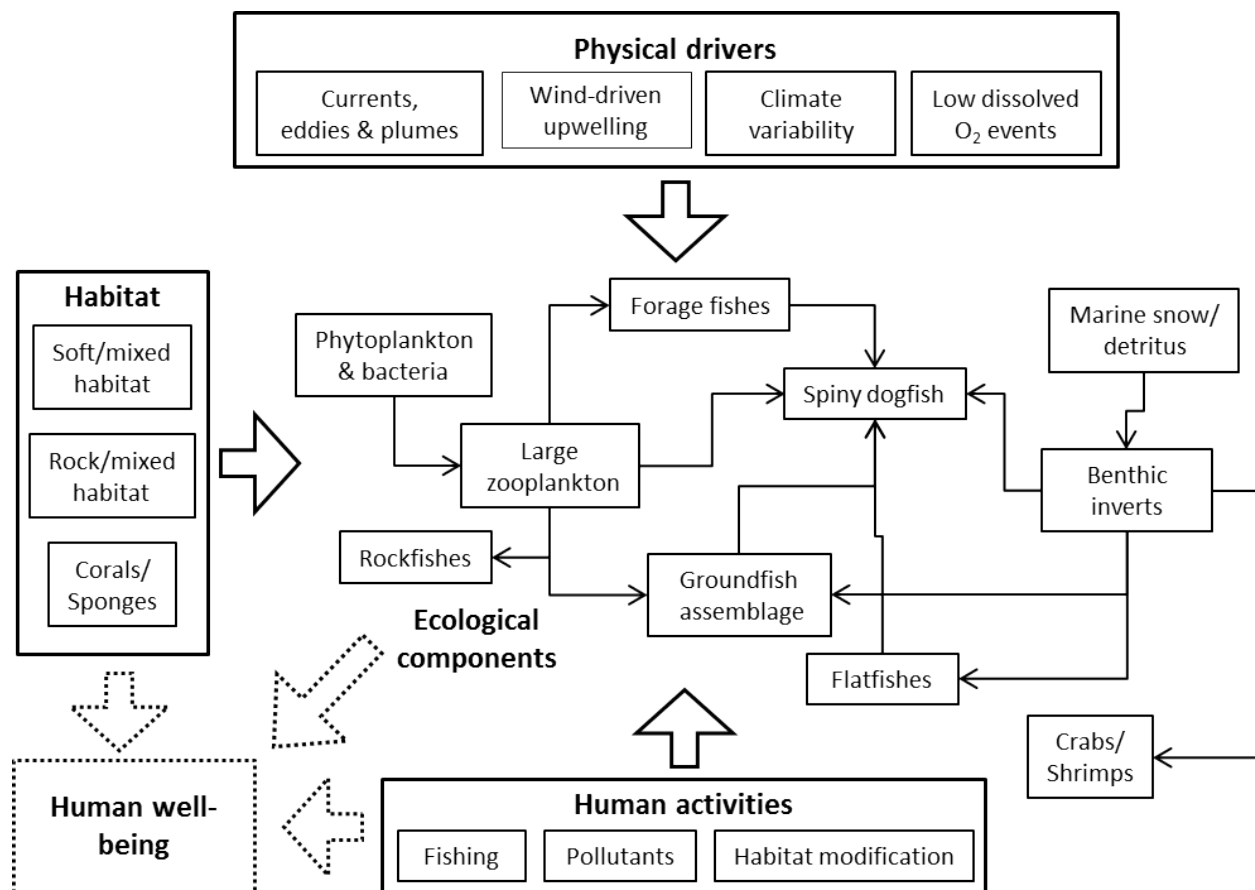 Physical drivers
Currents,
eddies & plumes
Wind-driven
upwelling
Climate
variability
Low dissolved
O₂ events
Habitat
Soft/mixed
habitat
Rock/mixed
habitat
Corals/
Sponges
Phytoplankton
& bacteria
Forage fishes
Marine snow/
detritus
Spiny dogfish
Large
zooplankton
Benthic
inverts
Rockfishes
Groundfish
assemblage
Ecological
components
Flatfishes
Crabs/
Shrimps
Human well-
being
Human activities
Fishing
Pollutants
Habitat modification